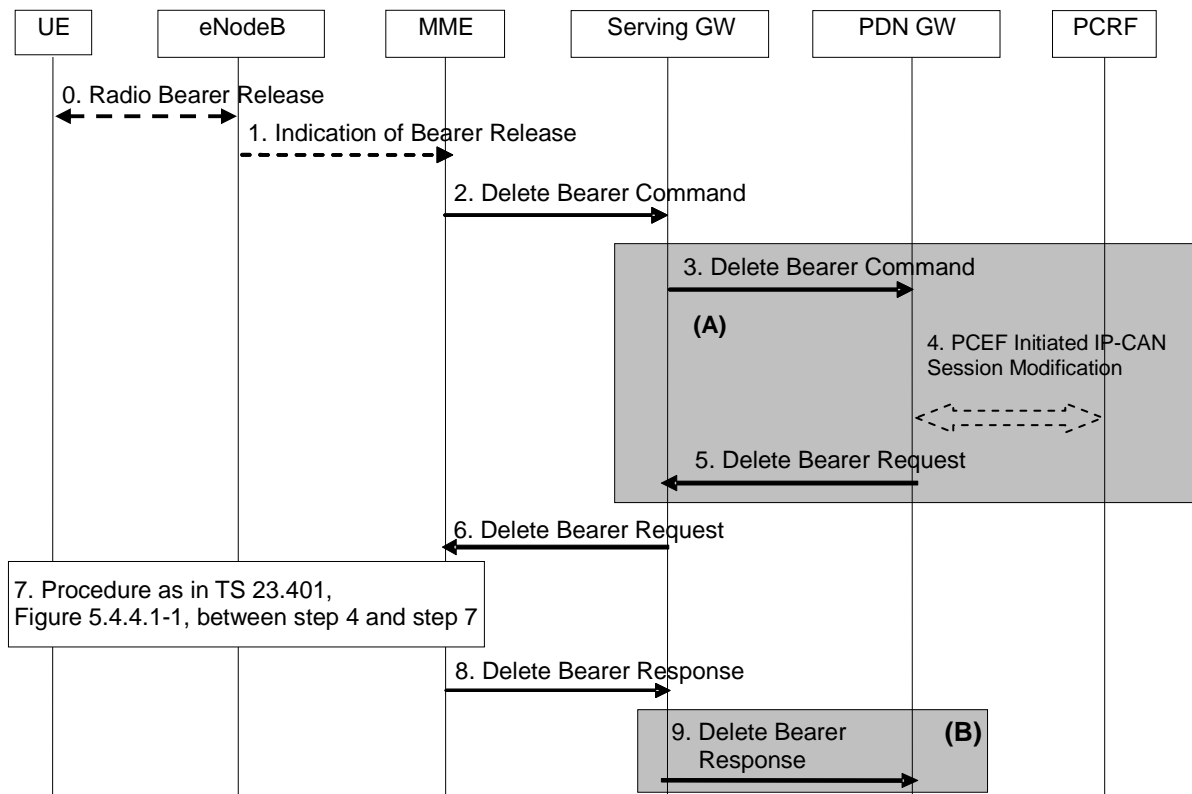 UE eNodeB MME Serving GW PDN GW PCRF
0. Radio Bearer Release
1. Indication of Bearer Release
2. Delete Bearer Command
3. Delete Bearer Command
(A)
4. PCEF Initiated IP-CAN
Session Modification
5. Delete Bearer Request
6. Delete Bearer Request
7. Procedure as in TS 23.401,
Figure 5.4.4.1-1, between step 4 and step 7
8. Delete Bearer Response
9. Delete Bearer (B)
Response